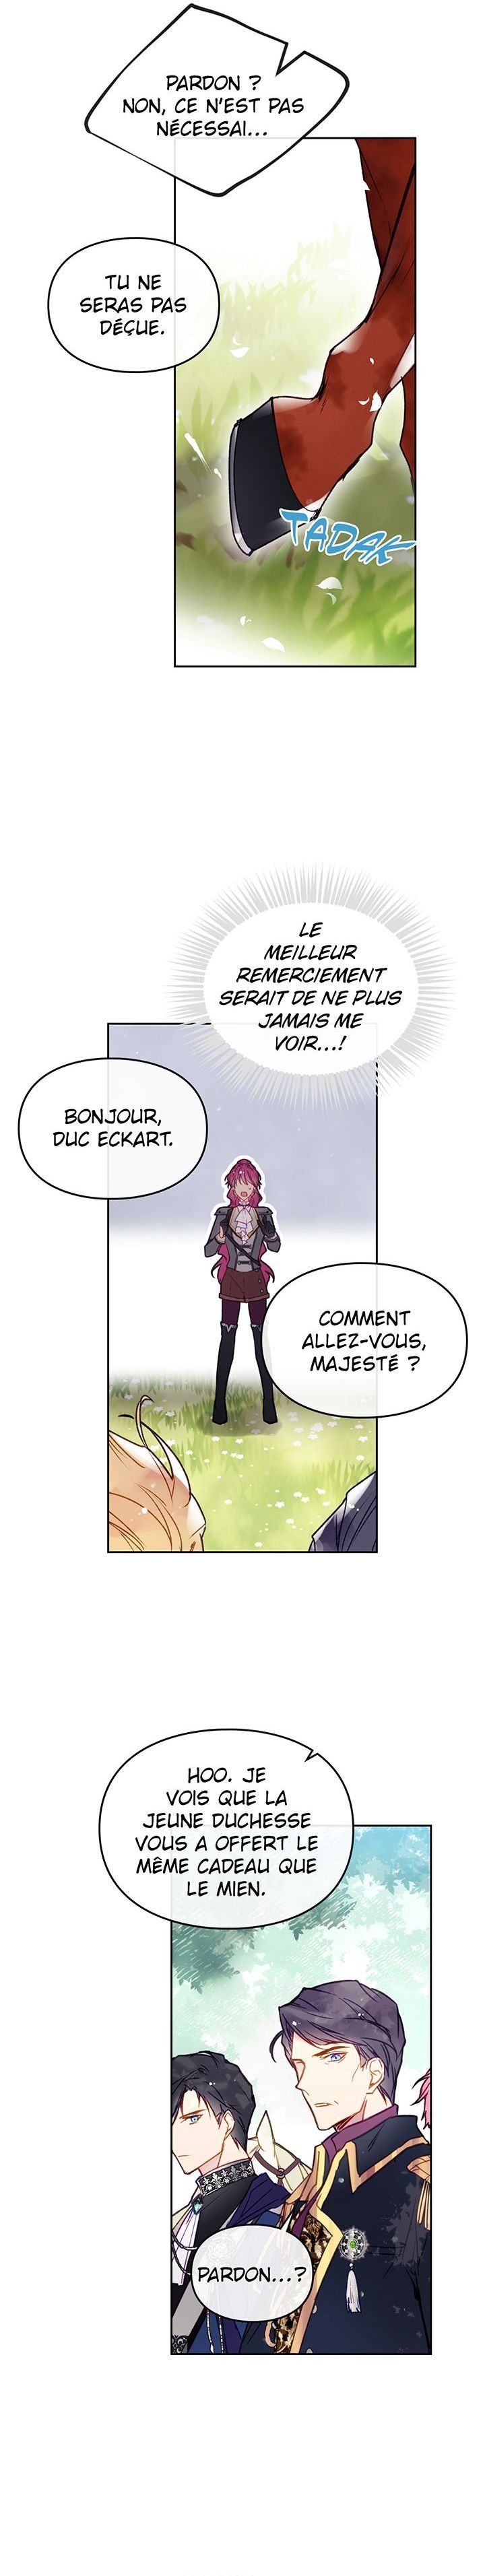 PARDON ?
NON, CE N'EST PAS
NÉCESSAI...
TU NE
SERAS PAS
DÉÇUE.
TADAK
LE
MEILLEUR
REMERCIEMENT
SERAIT DE NE PLUS
JAMAIS ME
VOIR...!
BONJOUR,
DUC ECKART.
COMMENT
ALLEZ-VOUS,
MAJESTÉ ?
HOO. JE
VOIS QUE LA
JEUNE DUCHESSE
VOUS A OFFERT LE
MÊME CADEAU QUE
LE MIEN.
PARDON...?